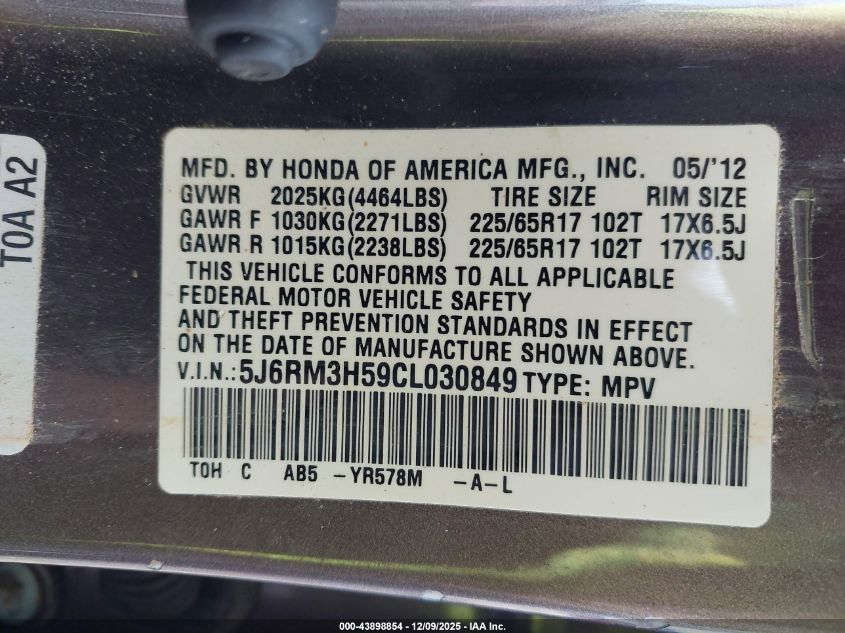 TOA A2
MFD. BY HONDA OF AMERICA MFG., INC. 05/'12
GVWR 2025KG(4464LBS) TIRE SIZE RIM SIZE
GAWR F 1030KG(2271LBS) 225/65R17 102T 17X6.5J
GAWR R 1015KG(2238LBS) 225/65R17 102T 17X6.5J
THIS VEHICLE CONFORMS TO ALL APPLICABLE
FEDERAL MOTOR VEHICLE SAFETY
AND THEFT PREVENTION STANDARDS IN EFFECT
ON THE DATE OF MANUFACTURE SHOWN ABOVE.
V.I.N.:5J6RM3H59CL030849 TYPE: MPV
TOH C AB5 -YR578M -A-L
000-43898854 - 12/09/2025 - IAA Inc.